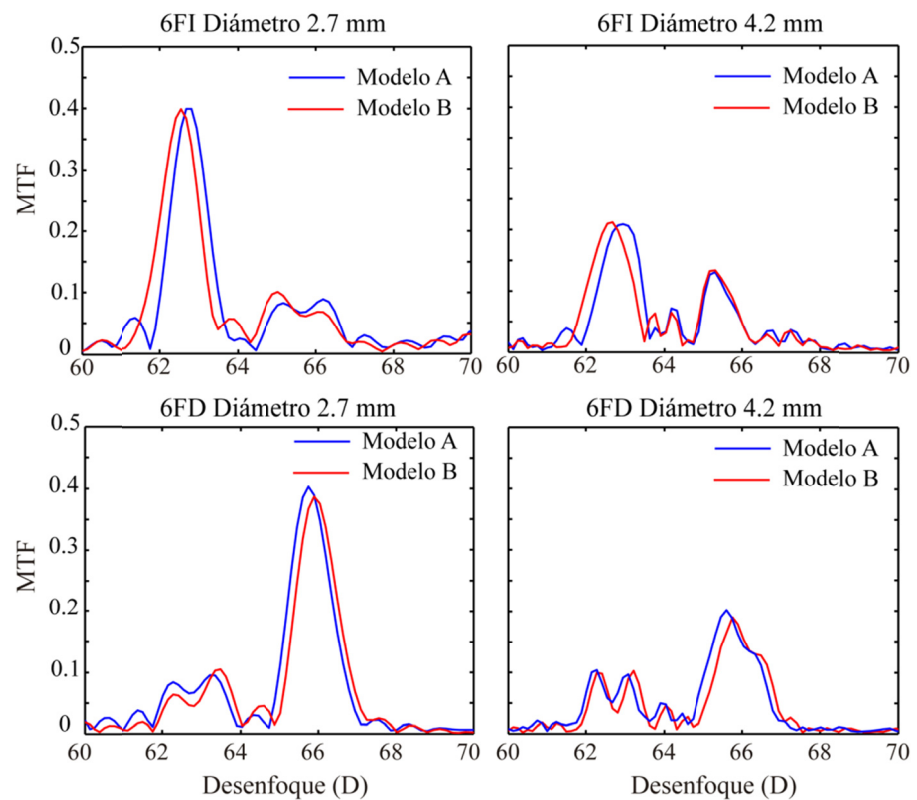 6FI Diámetro 2.7 mm
6FI Diámetro 4.2 mm
0.5
0.4
0.3
0.2
0.1
0
MTF
Modelo A
Modelo B
60 62 64 66 68 70
Modelo A
Modelo B
60 62 64 66 68 70
6FD Diámetro 2.7 mm
6FD Diámetro 4.2 mm
0.5
0.4
0.3
0.2
0.1
0
MTF
Modelo A
Modelo B
60 62 64 66 68 70
Desenfoque (D)
Modelo A
Modelo B
60 62 64 66 68 70
Desenfoque (D)